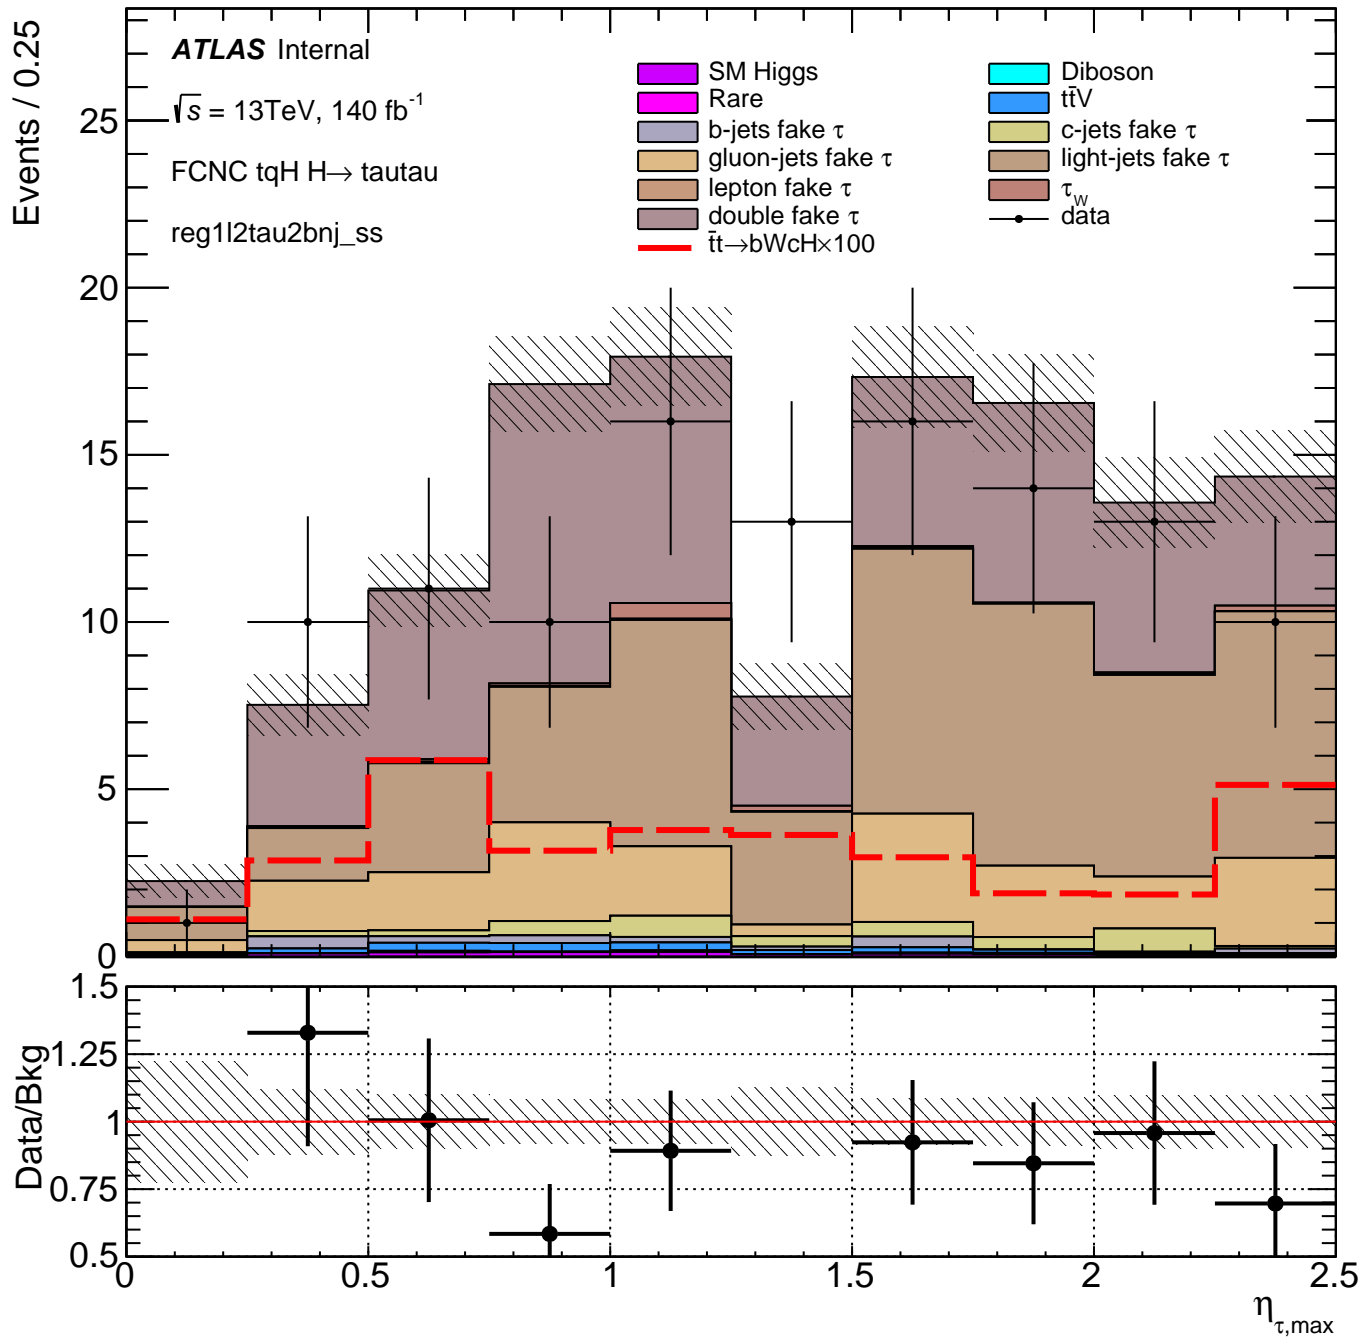 Events / 0.25
ATLAS Internal
√s = 13TeV, 140 fb⁻¹
FCNC tqH H→ tautau
reg1l2tau2bnj_ss
SM Higgs
Diboson
Rare
tt̄V
b-jets fake τ
c-jets fake τ
gluon-jets fake τ
light-jets fake τ
lepton fake τ
τ_W
double fake τ
data
t̄t→bWcH×100
25
20
15
10
5
0
Data/Bkg
1.5
1.25
1
0.75
0.5
0 0.5 1 1.5 2 2.5
η_τ,max